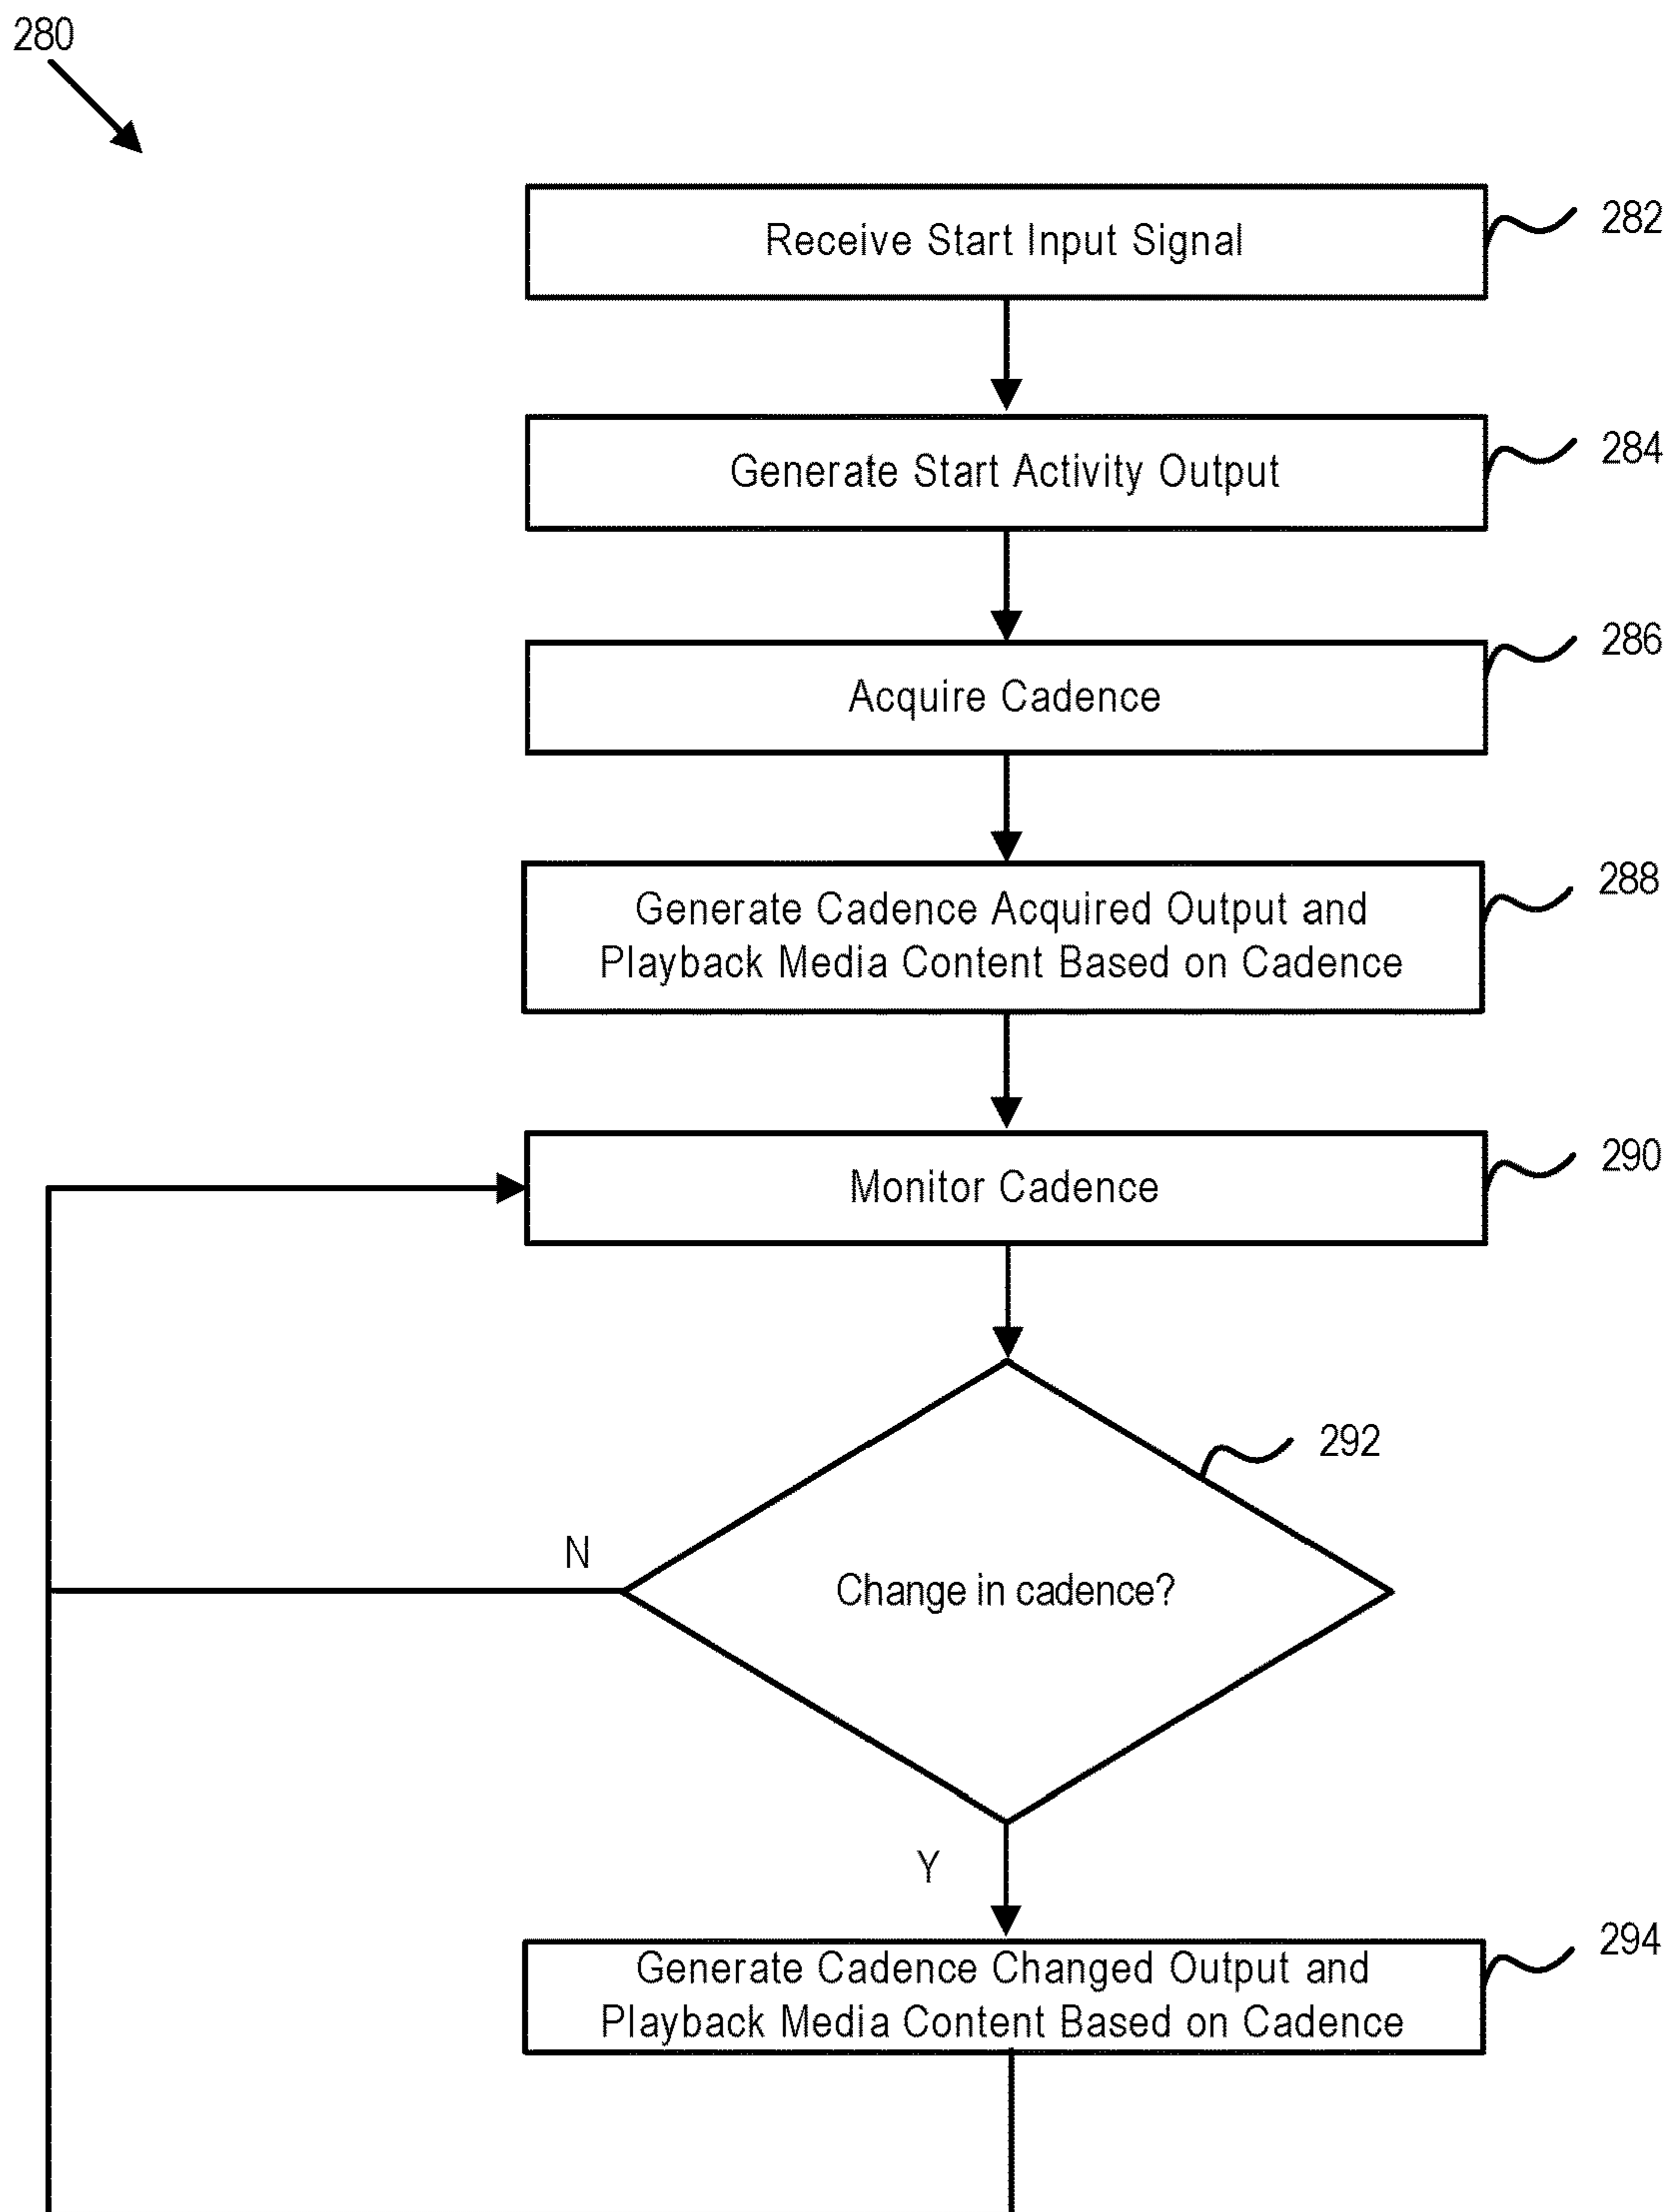 280
Receive Start Input Signal
282
Generate Start Activity Output
284
Acquire Cadence
286
Generate Cadence Acquired Output and
Playback Media Content Based on Cadence
288
Monitor Cadence
290
Change in cadence?
292
N
Y
Generate Cadence Changed Output and
Playback Media Content Based on Cadence
294